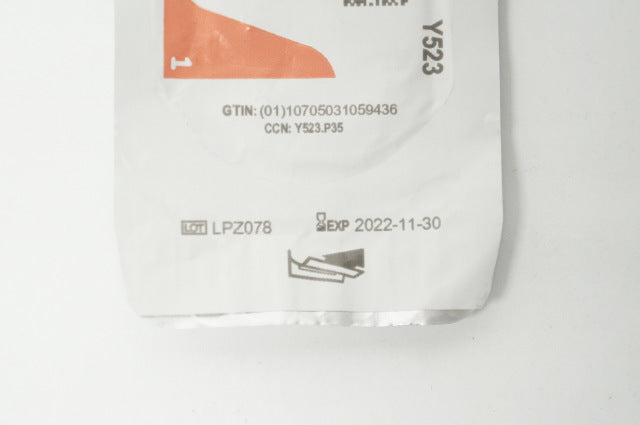 Y523
1
GTIN: (01)10705031059436
CCN: Y523.P35
LOT LPZ078
EXP 2022-11-30